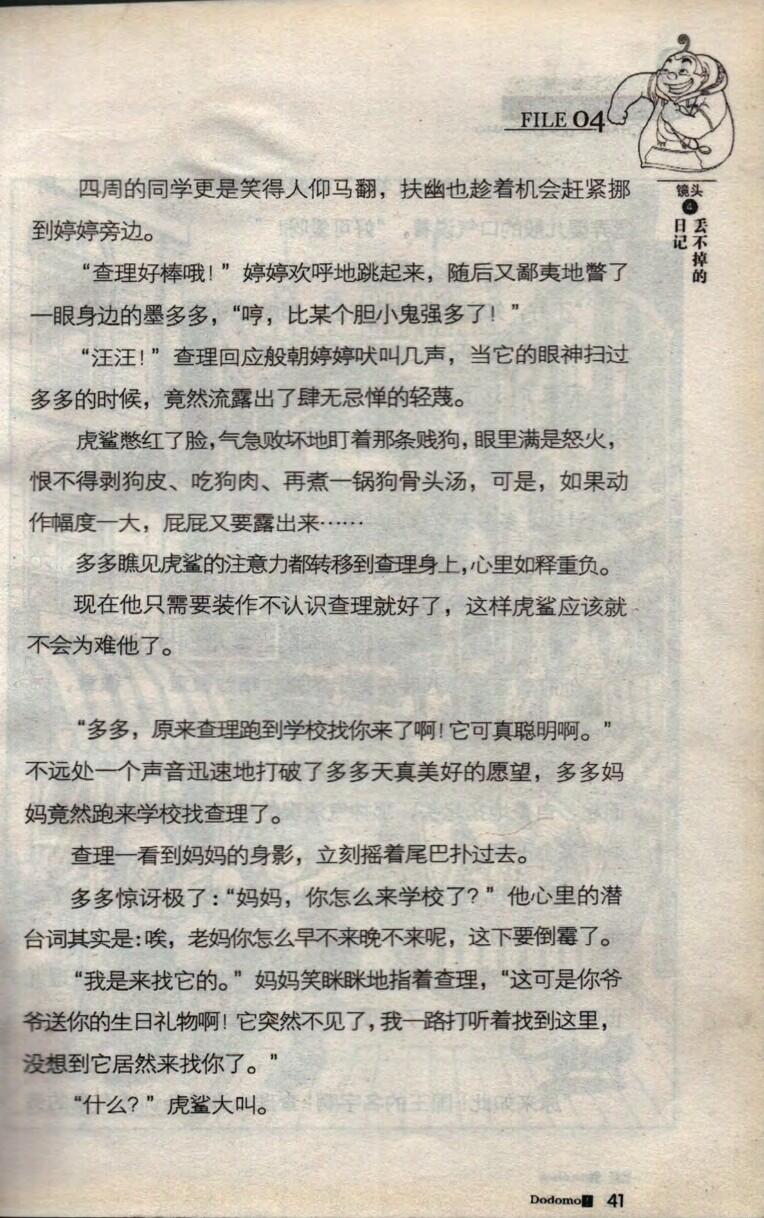 FILE 04
镜头
4
丢不掉的
日记
四周的同学更是笑得人仰马翻，扶幽也趁着机会赶紧挪
到婷婷旁边。
“查理好棒哦！”婷婷欢呼地跳起来，随后又鄙夷地瞥了
一眼身边的墨多多，“哼，比某个胆小鬼强多了！”
“汪汪！”查理回应般朝婷婷吠叫几声，当它的眼神扫过
多多的时候，竟然流露出了肆无忌惮的轻蔑。
虎鲨憋红了脸，气急败坏地盯着那条贱狗，眼里满是怒火，
恨不得剥狗皮、吃狗肉、再煮一锅狗骨头汤，可是，如果动
作幅度一大，屁屁又要露出来……
多多瞧见虎鲨的注意力都转移到查理身上，心里如释重负。
现在他只需要装作不认识查理就好了，这样虎鲨应该就
不会为难他了。
“多多，原来查理跑到学校找你来了啊！它可真聪明啊。”
不远处一个声音迅速地打破了多多天真美好的愿望，多多妈
妈竟然跑来学校找查理了。
查理一看到妈妈的身影，立刻摇着尾巴扑过去。
多多惊讶极了：“妈妈，你怎么来学校了？”他心里的潜
台词其实是：唉，老妈你怎么早不来晚不来呢，这下要倒霉了。
“我是来找它的。”妈妈笑眯眯地指着查理，“这可是你爷
爷送你的生日礼物啊！它突然不见了，我一路打听着找到这里，
没想到它居然来找你了。”
“什么？”虎鲨大叫。
Dodomo! 41